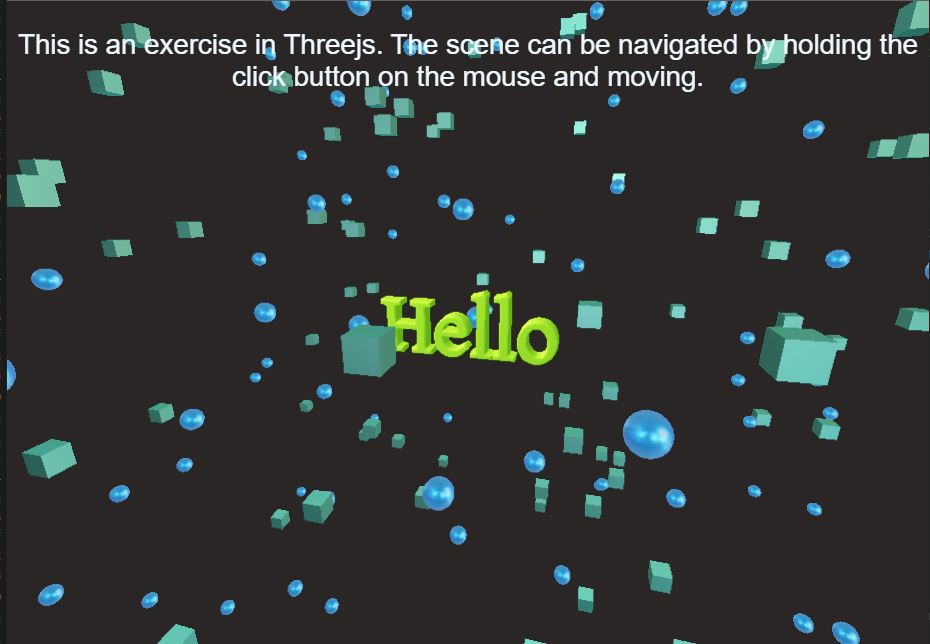 This is an exercise in Threejs. The scene can be navigated by holding the
click button on the mouse and moving.
Hello